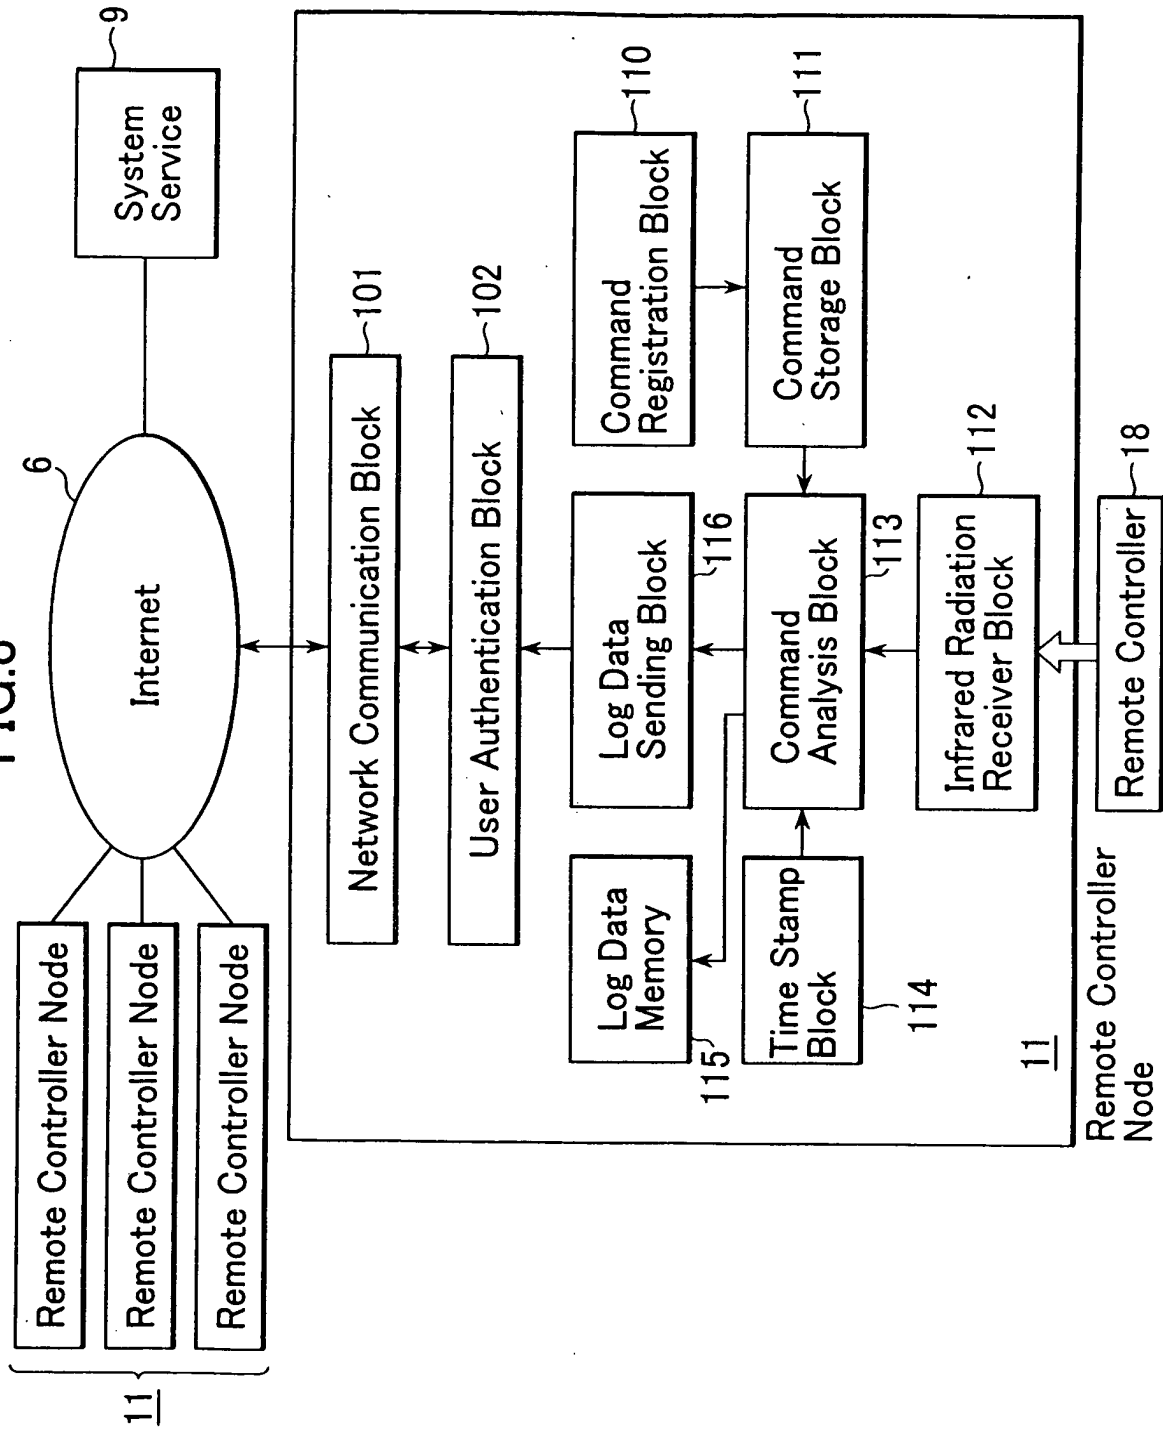 11
Remote Controller Node
Remote Controller Node
Remote Controller Node
6
Internet
9
System
Service
Network Communication Block
101
User Authentication Block
102
Log Data
Memory
115
Log Data
Sending Block
116
Command
Registration Block
110
Time Stamp
Block
114
Command
Analysis Block
113
Command
Storage Block
111
Infrared Radiation
Receiver Block
112
11
Remote Controller
Node
Remote Controller
18